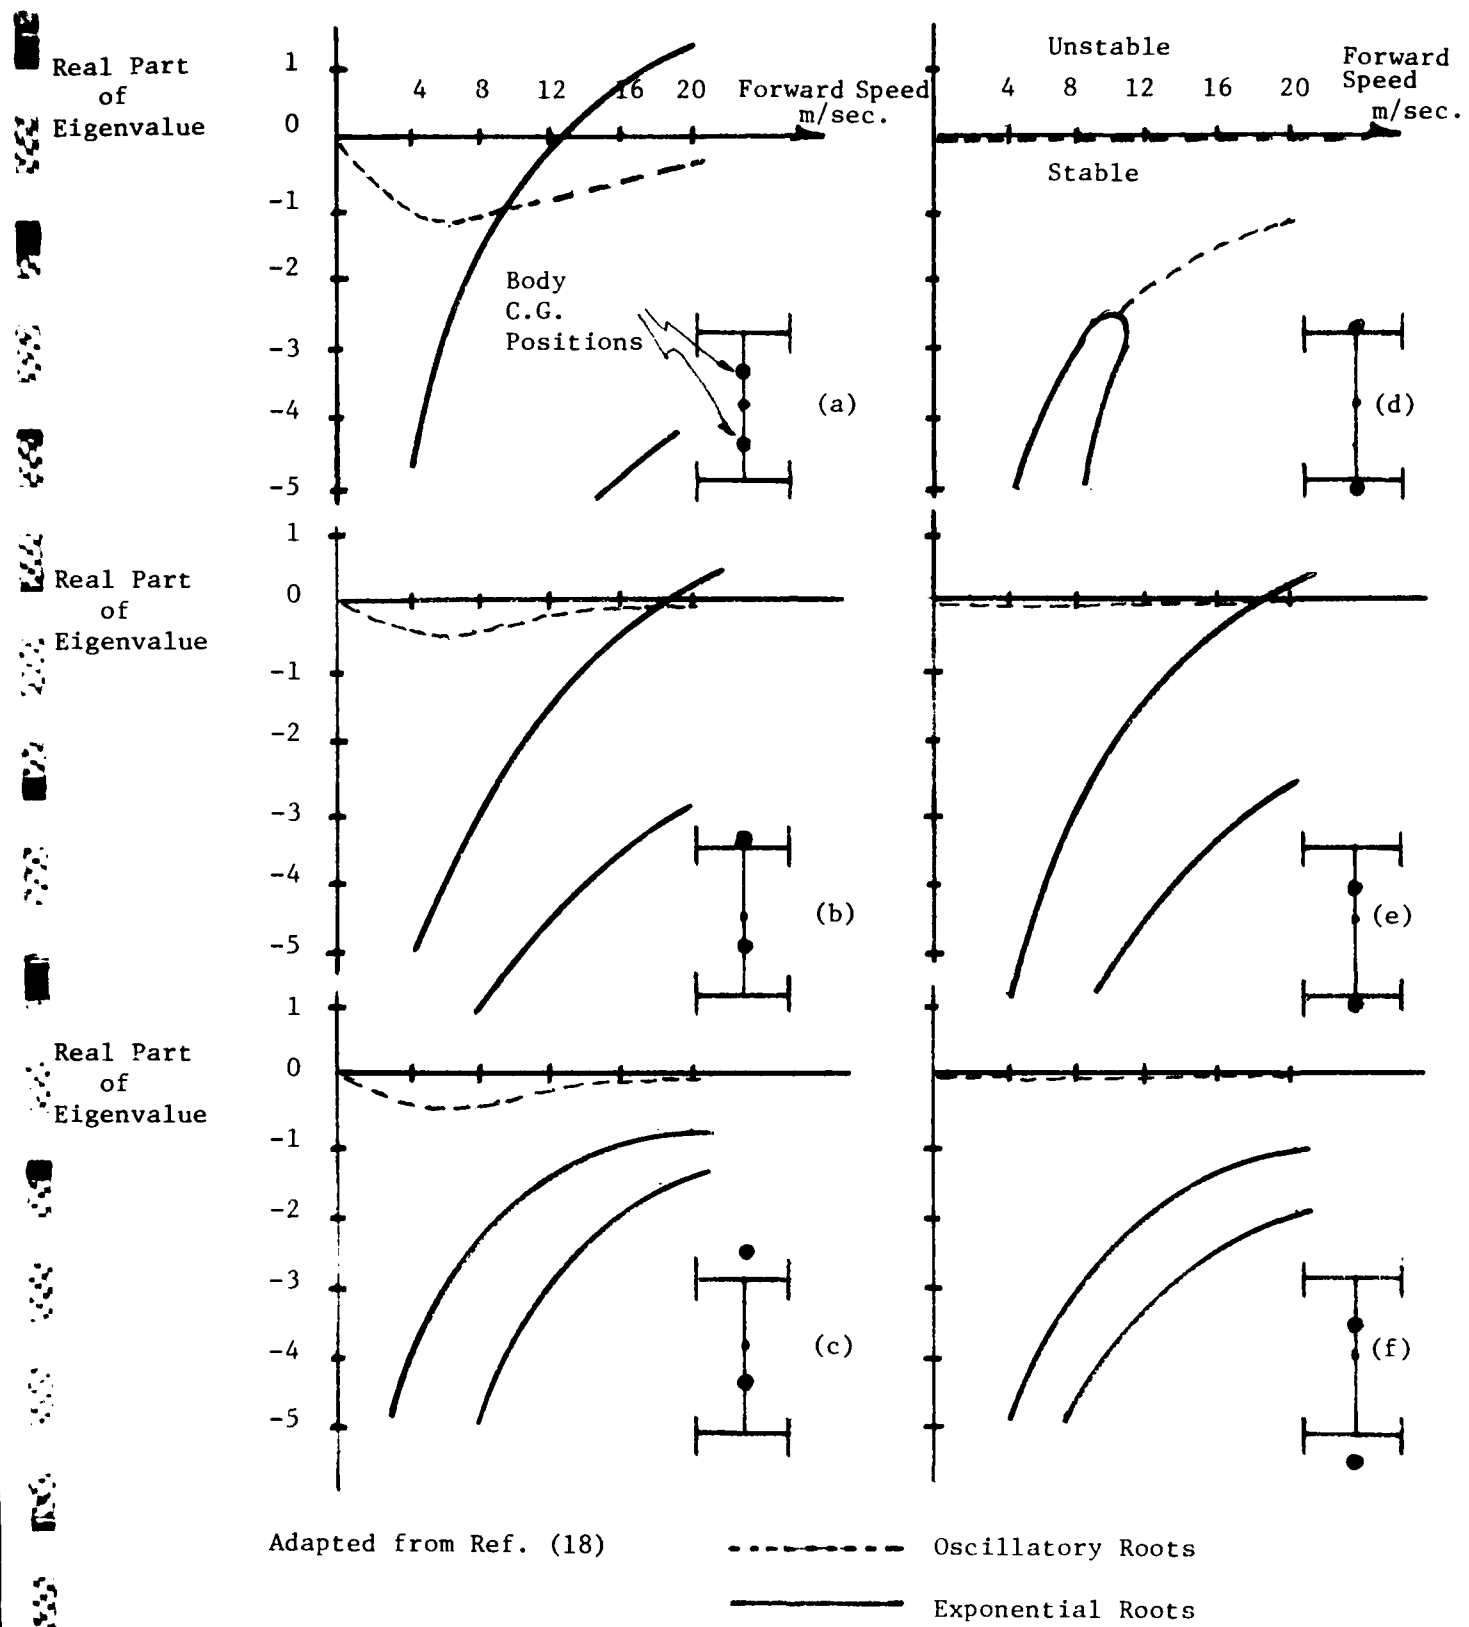 Real Part
of
Eigenvalue
1
0
-1
-2
-3
-4
-5
4 8 12 16 20
Forward Speed
m/sec.
Body
C.G.
Positions
(a)
Unstable
4 8 12 16 20
Forward
Speed
m/sec.
Stable
(d)
Real Part
of
Eigenvalue
1
0
-1
-2
-3
-4
-5
(b)
(e)
Real Part
of
Eigenvalue
1
0
-1
-2
-3
-4
-5
(c)
(f)
Adapted from Ref. (18)
Oscillatory Roots
Exponential Roots